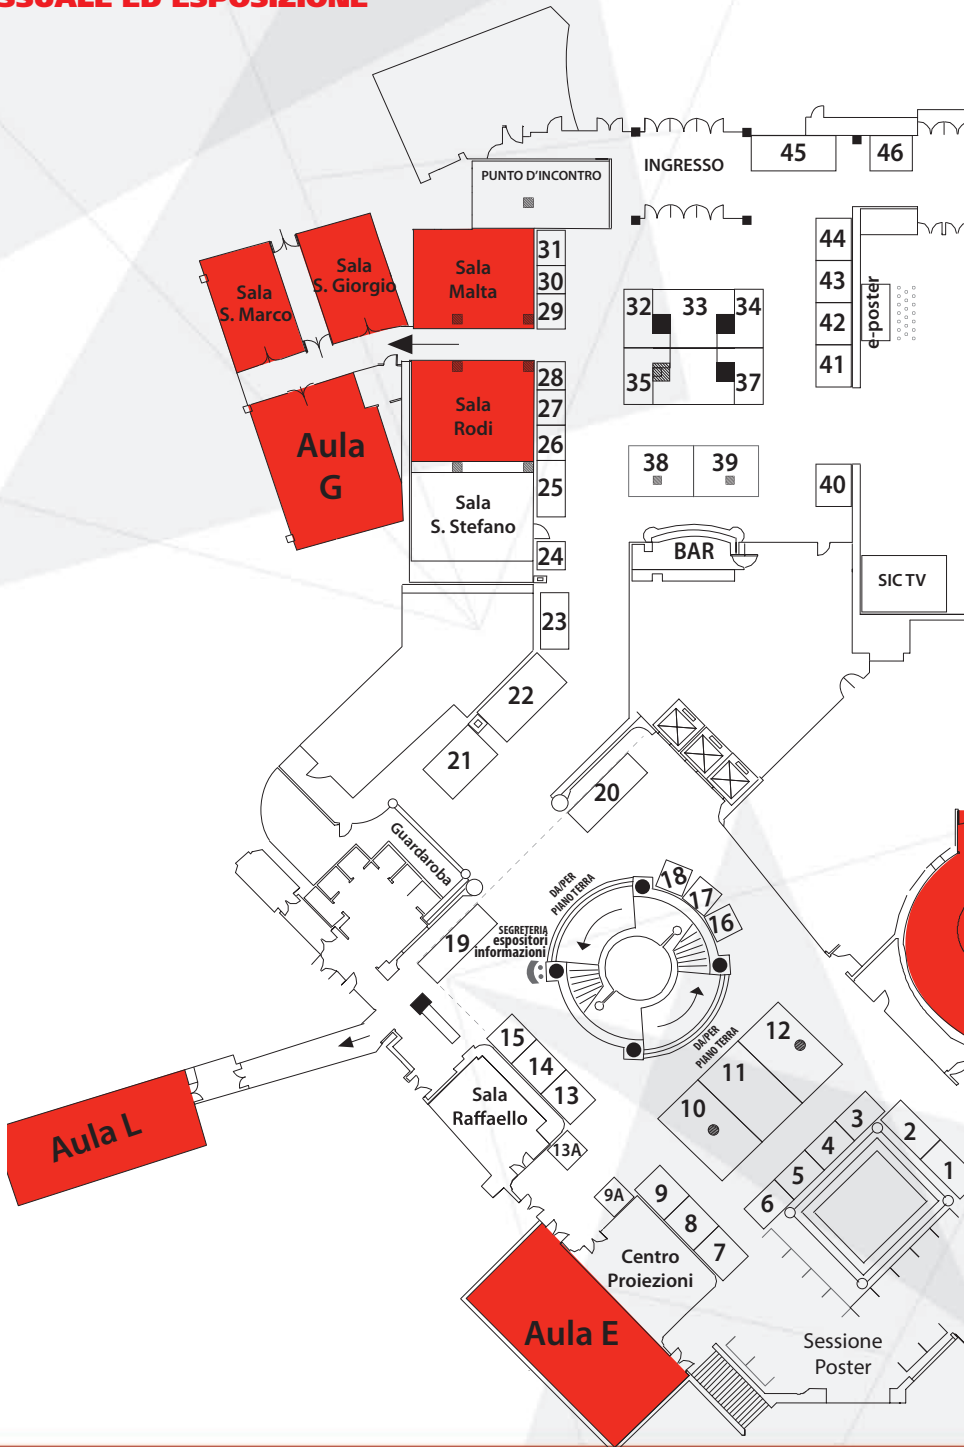 SSUALE ED ESPOSIZIONE
INGRESSO
45
46
PUNTO D'INCONTRO
31
30
29
Sala
Malta
Sala
S. Giorgio
Sala
S. Marco
32
33
34
35
37
44
43
42
41
e-poster
28
27
26
25
24
Sala
Rodi
Aula
G
Sala
S. Stefano
38
39
40
BAR
SIC TV
23
22
21
20
Guardaroba
DA/PER
PIANO TERRA
18
17
16
19
SEGRETERIA
espositori
informazioni
DA/PER
PIANO TERRA
15
14
13
12
11
10
Sala
Raffaello
13A
Aula L
3
4
5
6
2
1
9A
9
8
7
Centro
Proiezioni
Aula E
Sessione
Poster